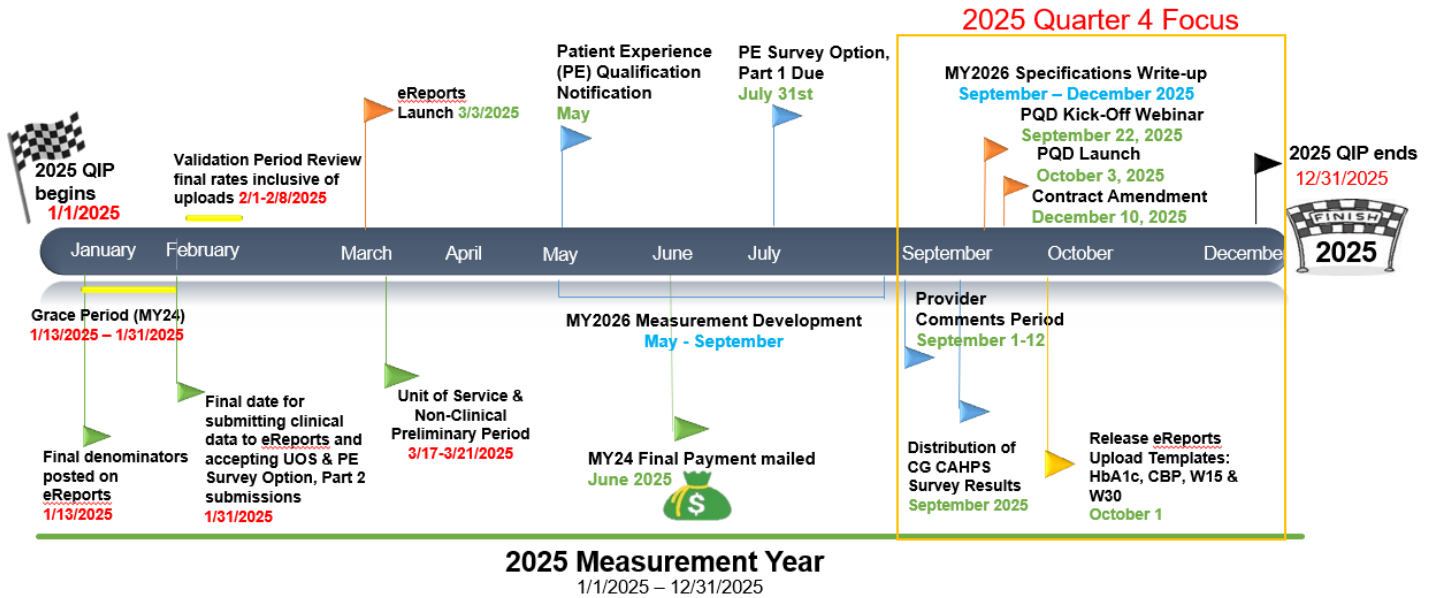 2025 Quarter 4 Focus
2025 QIP
begins
1/1/2025
Validation Period Review
final rates inclusive of
uploads 2/1-2/8/2025
eReports
Launch 3/3/2025
Patient Experience
(PE) Qualification
Notification
May
PE Survey Option,
Part 1 Due
July 31st
MY2026 Specifications Write-up
September – December 2025
PQD Kick-Off Webinar
September 22, 2025
PQD Launch
October 3, 2025
Contract Amendment
December 10, 2025
2025 QIP ends
12/31/2025
FINISH
2025
January
February
March
April
May
June
July
September
October
Decembe
Grace Period (MY24)
1/13/2025 – 1/31/2025
Final denominators
posted on
eReports
1/13/2025
Final date for
submitting clinical
data to eReports and
accepting UOS & PE
Survey Option, Part 2
submissions
1/31/2025
Unit of Service &
Non-Clinical
Preliminary Period
3/17-3/21/2025
MY2026 Measurement Development
May - September
MY24 Final Payment mailed
June 2025
$
Provider
Comments Period
September 1-12
Distribution of
CG CAHPS
Survey Results
September 2025
Release eReports
Upload Templates:
HbA1c, CBP, W15 &
W30
October 1
2025 Measurement Year
1/1/2025 – 12/31/2025